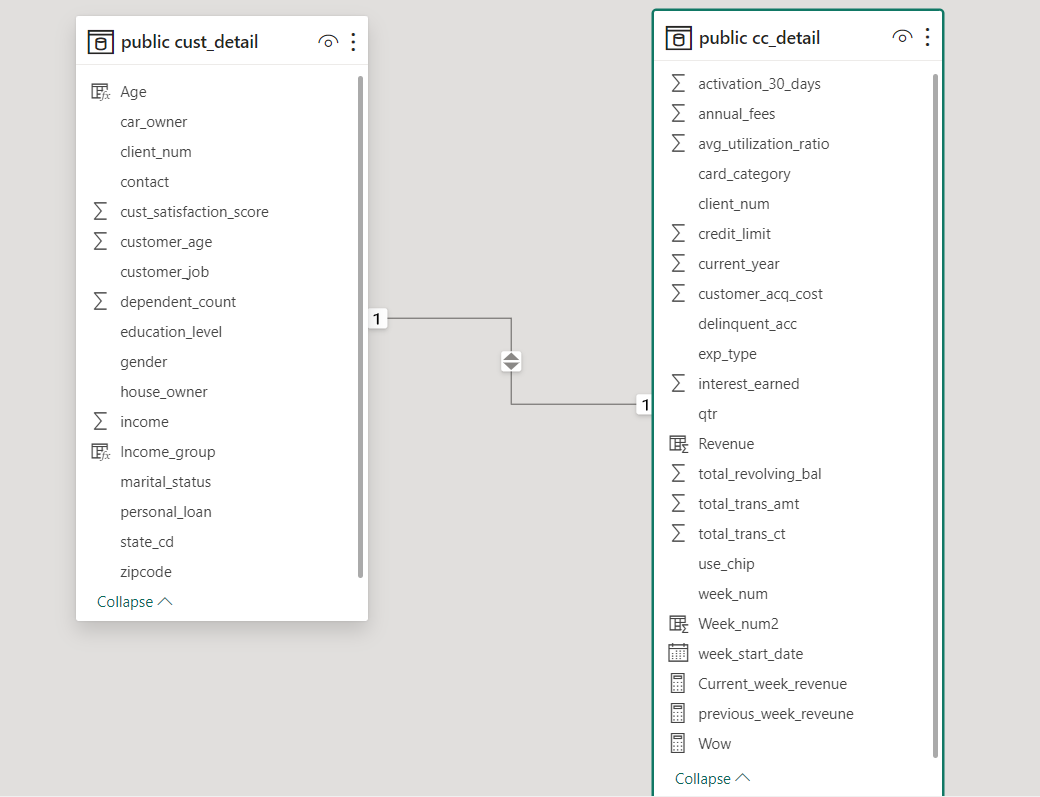 public cust_detail
Age
car_owner
client_num
contact
cust_satisfaction_score
customer_age
customer_job
dependent_count
education_level
gender
house_owner
income
Income_group
marital_status
personal_loan
state_cd
zipcode
Collapse
1
1
public cc_detail
activation_30_days
annual_fees
avg_utilization_ratio
card_category
client_num
credit_limit
current_year
customer_acq_cost
delinquent_acc
exp_type
interest_earned
qtr
Revenue
total_revolving_bal
total_trans_amt
total_trans_ct
use_chip
week_num
Week_num2
week_start_date
Current_week_revenue
previous_week_reveune
Wow
Collapse